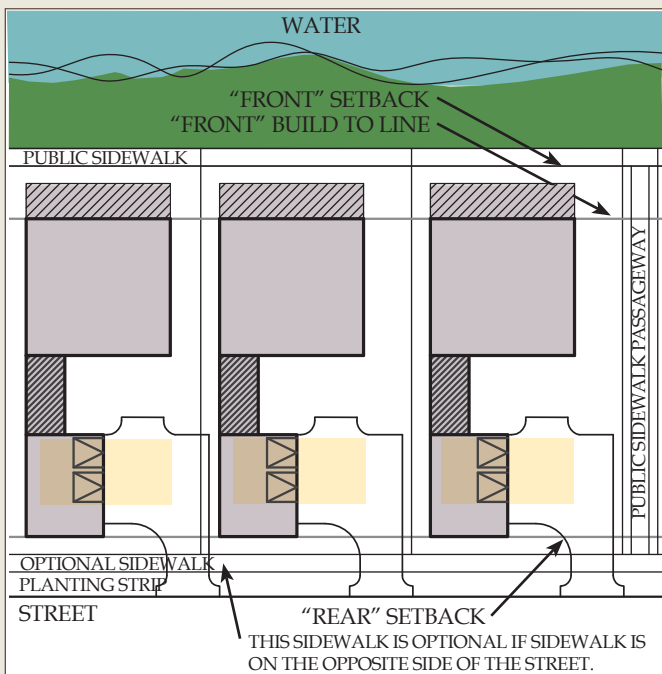 WATER
“FRONT” SETBACK
“FRONT” BUILD TO LINE
PUBLIC SIDEWALK
PUBLIC SIDEWALK PASSAGEWAY
OPTIONAL SIDEWALK
PLANTING STRIP
STREET
“REAR” SETBACK
THIS SIDEWALK IS OPTIONAL IF SIDEWALK IS
ON THE OPPOSITE SIDE OF THE STREET.